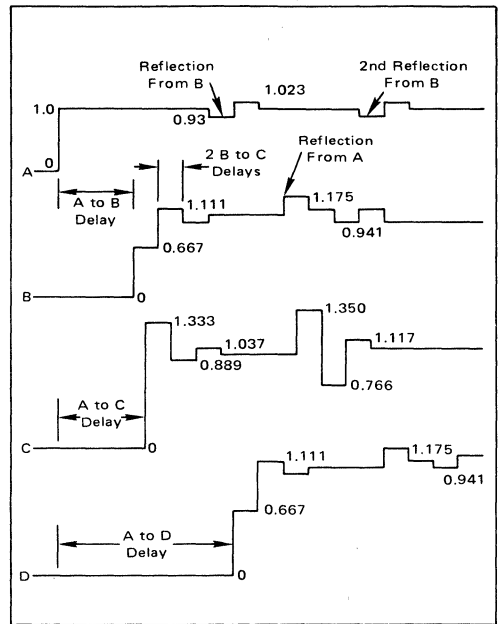 Reflection
From B
2nd Reflection
From B
1.023
1.0
0.93
A
0
Reflection
From A
2 B to C
Delays
A to B
Delay
1.111
1.175
0.667
0.941
B
0
1.333
1.350
1.037
1.117
0.889
0.766
A to C
Delay
C
0
1.111
1.175
0.941
0.667
A to D
Delay
D
0